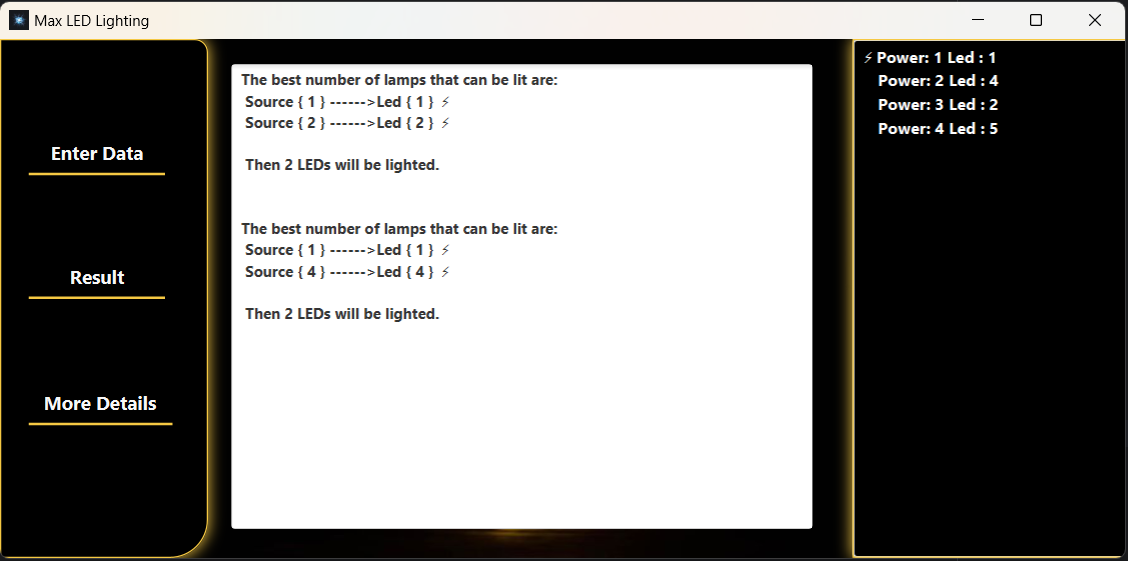 Max LED Lighting
Enter Data
Result
More Details
The best number of lamps that can be lit are:
Source { 1 } ------>Led { 1 } ⚡
Source { 2 } ------>Led { 2 } ⚡
Then 2 LEDs will be lighted.
The best number of lamps that can be lit are:
Source { 1 } ------>Led { 1 } ⚡
Source { 4 } ------>Led { 4 } ⚡
Then 2 LEDs will be lighted.
⚡ Power: 1 Led : 1
Power: 2 Led : 4
Power: 3 Led : 2
Power: 4 Led : 5